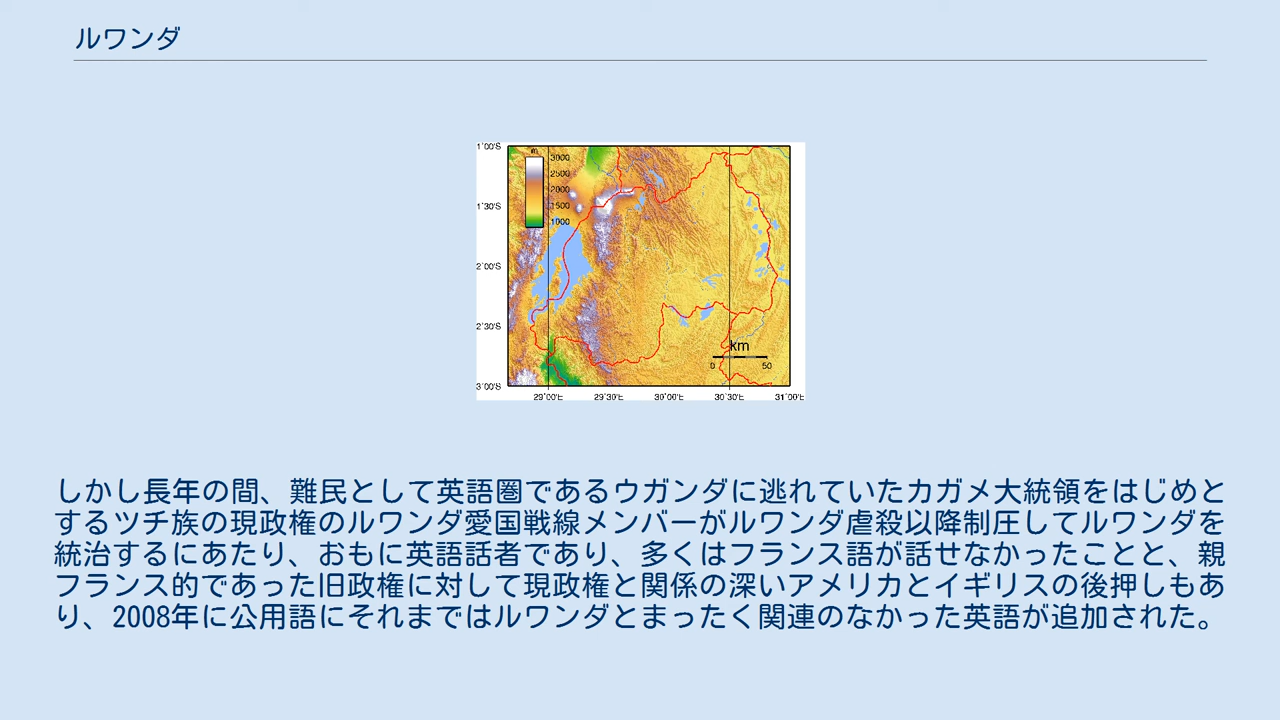 ルワンダ
m
3000
2500
2000
1500
1000
1˚00'S
1˚30'S
2˚00'S
2˚30'S
3˚00'S
km
0 50
29˚00'E 29˚30'E 30˚00'E 30˚30'E 31˚00'E
しかし長年の間、難民として英語圏であるウガンダに逃れていたカガメ大統領をはじめと
するツチ族の現政権のルワンダ愛国戦線メンバーがルワンダ虐殺以降制圧してルワンダを
統治するにあたり、おもに英語話者であり、多くはフランス語が話せなかったことと、親
フランス的であった旧政権に対して現政権と関係の深いアメリカとイギリスの後押しもあ
り、2008年に公用語にそれまではルワンダとまったく関連のなかった英語が追加された。